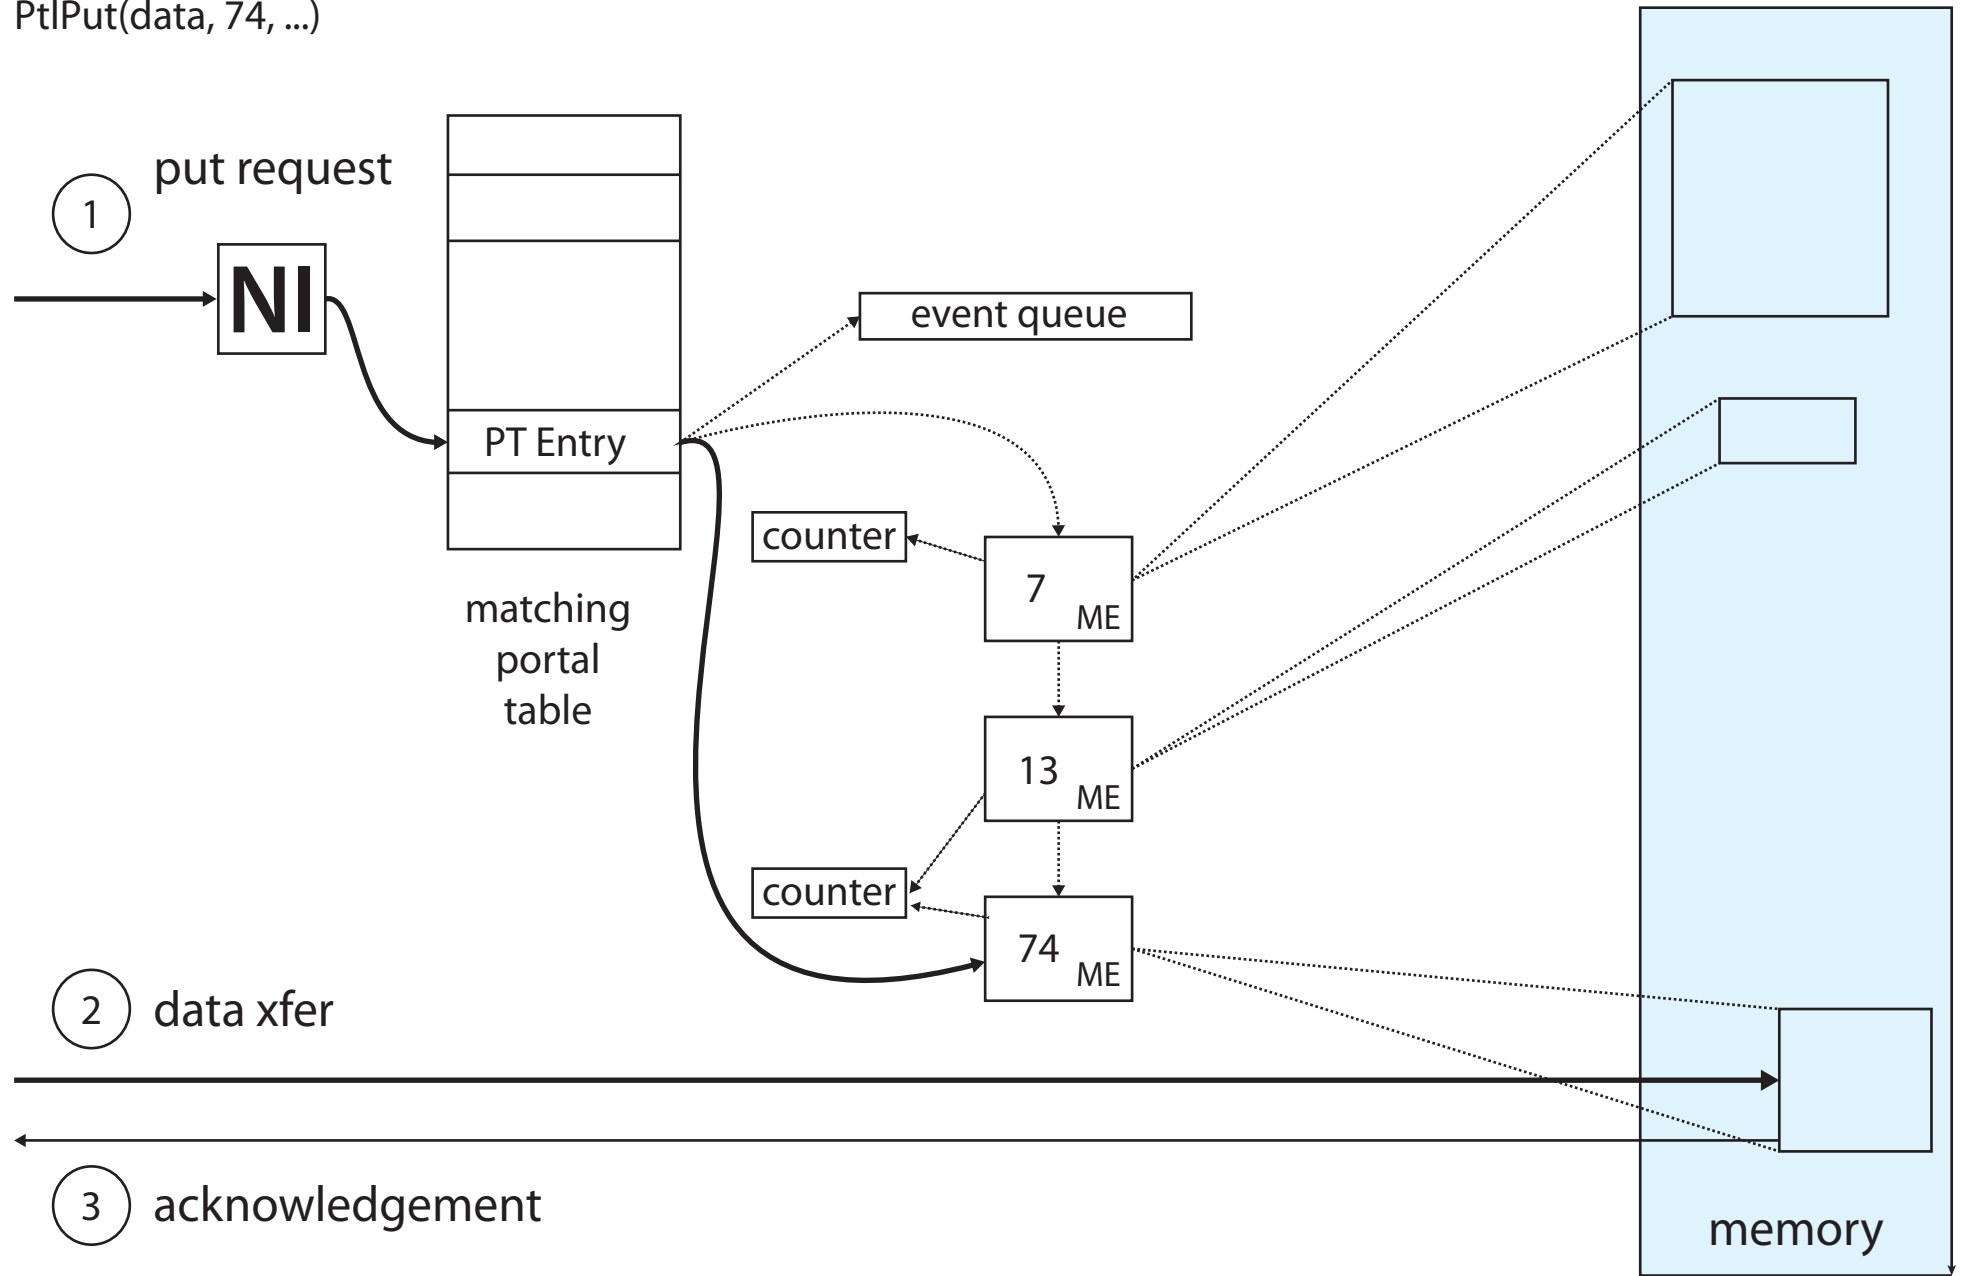 PtlPut(data, 74, ...)
put request
1
NI
event queue
PT Entry
counter
7
ME
matching
portal
table
13
ME
counter
74
ME
2
data xfer
3
acknowledgement
memory